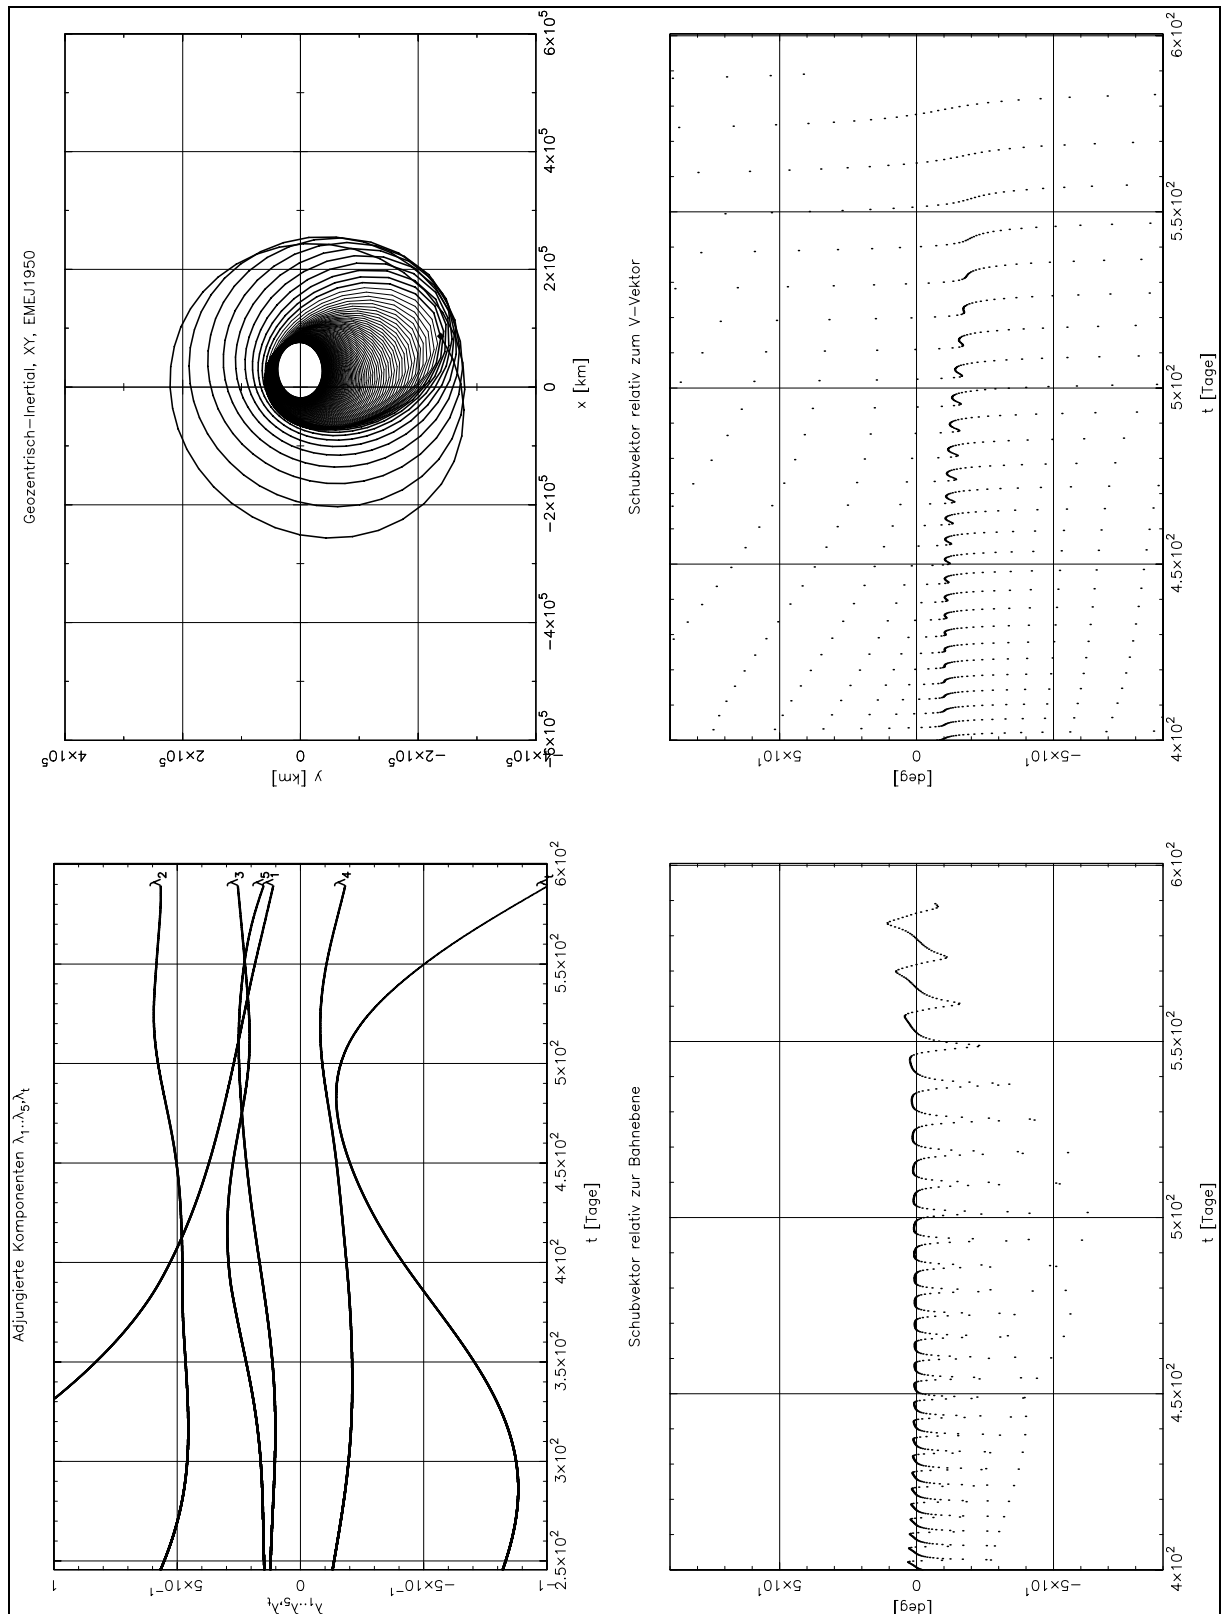 Adjungierte Komponenten λ₁..λ₅,λₜ
λ₁...λ₅,λₜ
1
5×10⁻¹
0
−5×10⁻¹
−1
λ₂
λ₃
λ₅
λ₁
λ₄
λₜ
2.5×10² 3×10² 3.5×10² 4×10² 4.5×10² 5×10² 5.5×10² 6×10²
t [Tage]
Geozentrisch−Inertial, XY, EMEJ1950
y [km]
4×10⁵
2×10⁵
0
−2×10⁵
−4×10⁵
−6×10⁵ −4×10⁵ −2×10⁵ 0 2×10⁵ 4×10⁵ 6×10⁵
x [km]
Schubvektor relativ zur Bahnebene
[deg]
5×10¹
0
−5×10¹
4×10² 4.5×10² 5×10² 5.5×10² 6×10²
t [Tage]
Schubvektor relativ zum V−Vektor
[deg]
5×10¹
0
−5×10¹
4×10² 4.5×10² 5×10² 5.5×10² 6×10²
t [Tage]